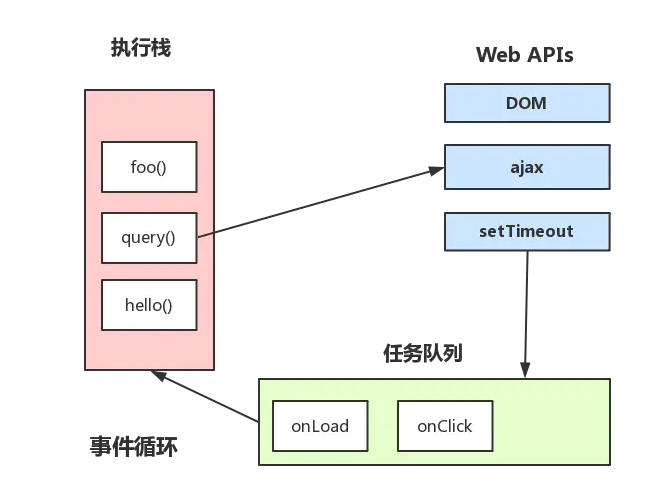 执行栈
Web APIs
DOM
foo()
ajax
query()
setTimeout
hello()
任务队列
onLoad
onClick
事件循环